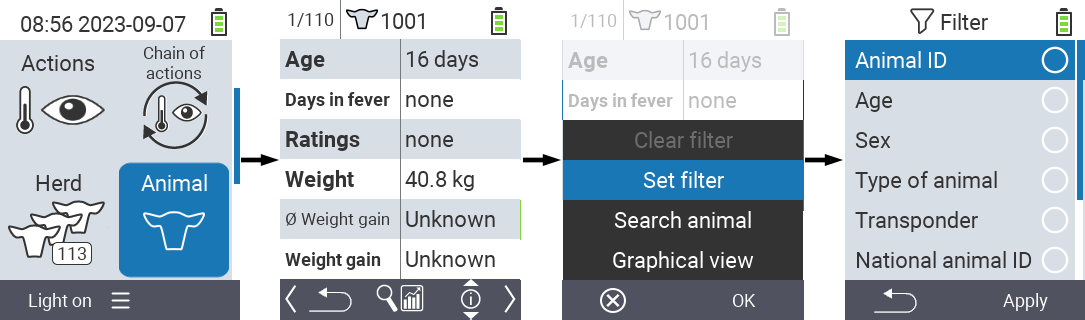 08:56 2023-09-07
Actions
Chain of
actions
Herd
113
Animal
Light on
1/110 1001
Age 16 days
Days in fever none
Ratings none
Weight 40.8 kg
Ø Weight gain Unknown
Weight gain Unknown
1/110 1001
Age 16 days
Days in fever none
Clear filter
Set filter
Search animal
Graphical view
OK
Filter
Animal ID
Age
Sex
Type of animal
Transponder
National animal ID
Apply